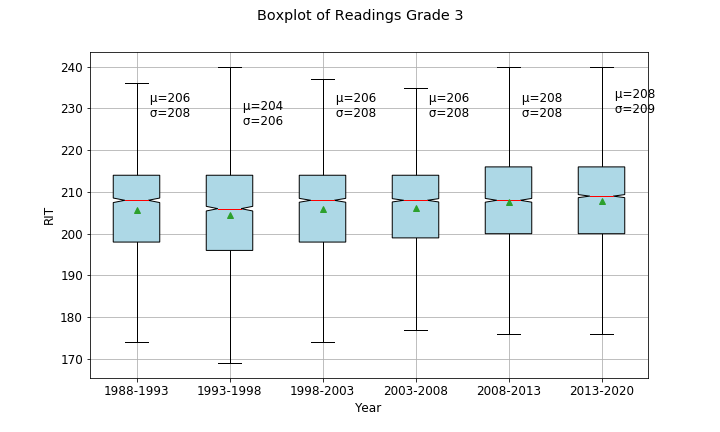 Boxplot of Readings Grade 3
240
230
220
210
200
190
180
170
RIT
μ=206
σ=208
μ=204
σ=206
μ=206
σ=208
μ=206
σ=208
μ=208
σ=208
μ=208
σ=209
1988-1993
1993-1998
1998-2003
2003-2008
2008-2013
2013-2020
Year